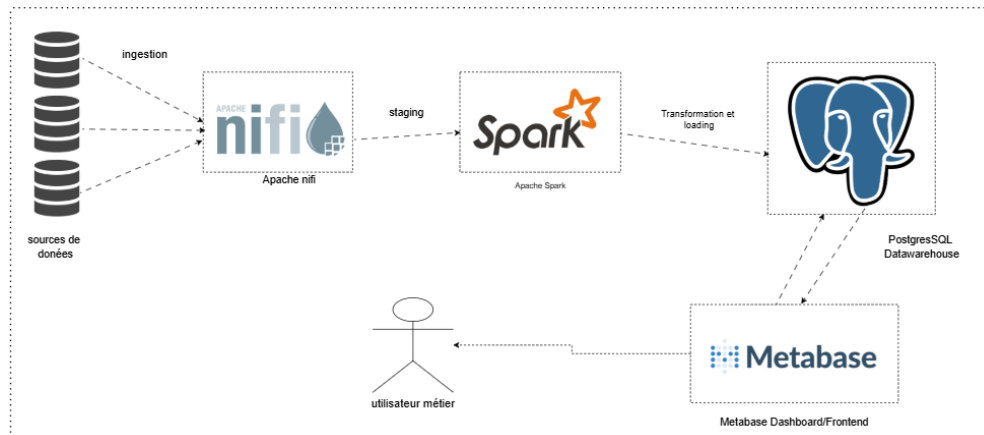 ingestion
APACHE
nifi
Apache nifi
staging
Spark
Apache Spark
Transformation et
loading
sources de
donées
PostgresSQL
Datawarehouse
utilisateur métier
Metabase
Metabase Dashboard/Frontend